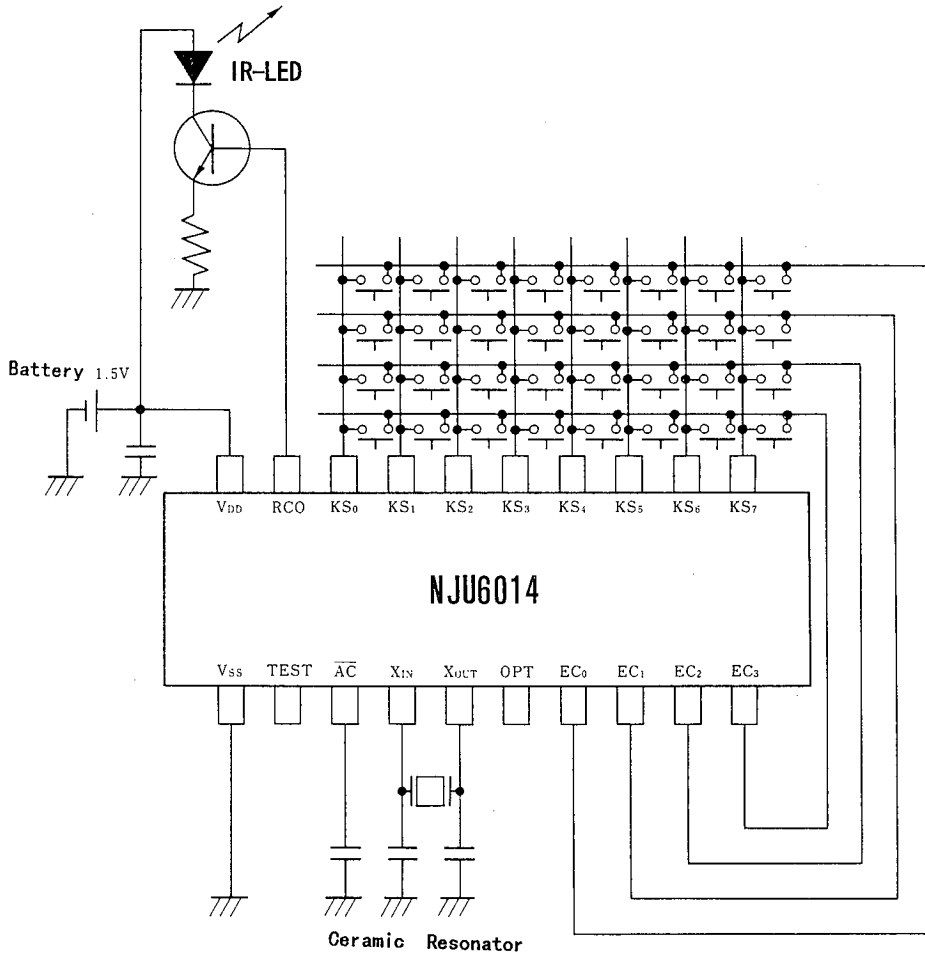 IR-LED
Battery 1.5V
VDD RCO KS0 KS1 KS2 KS3 KS4 KS5 KS6 KS7
NJU6014
VSS TEST A̅C̅ XIN XOUT OPT EC0 EC1 EC2 EC3
Ceramic Resonator